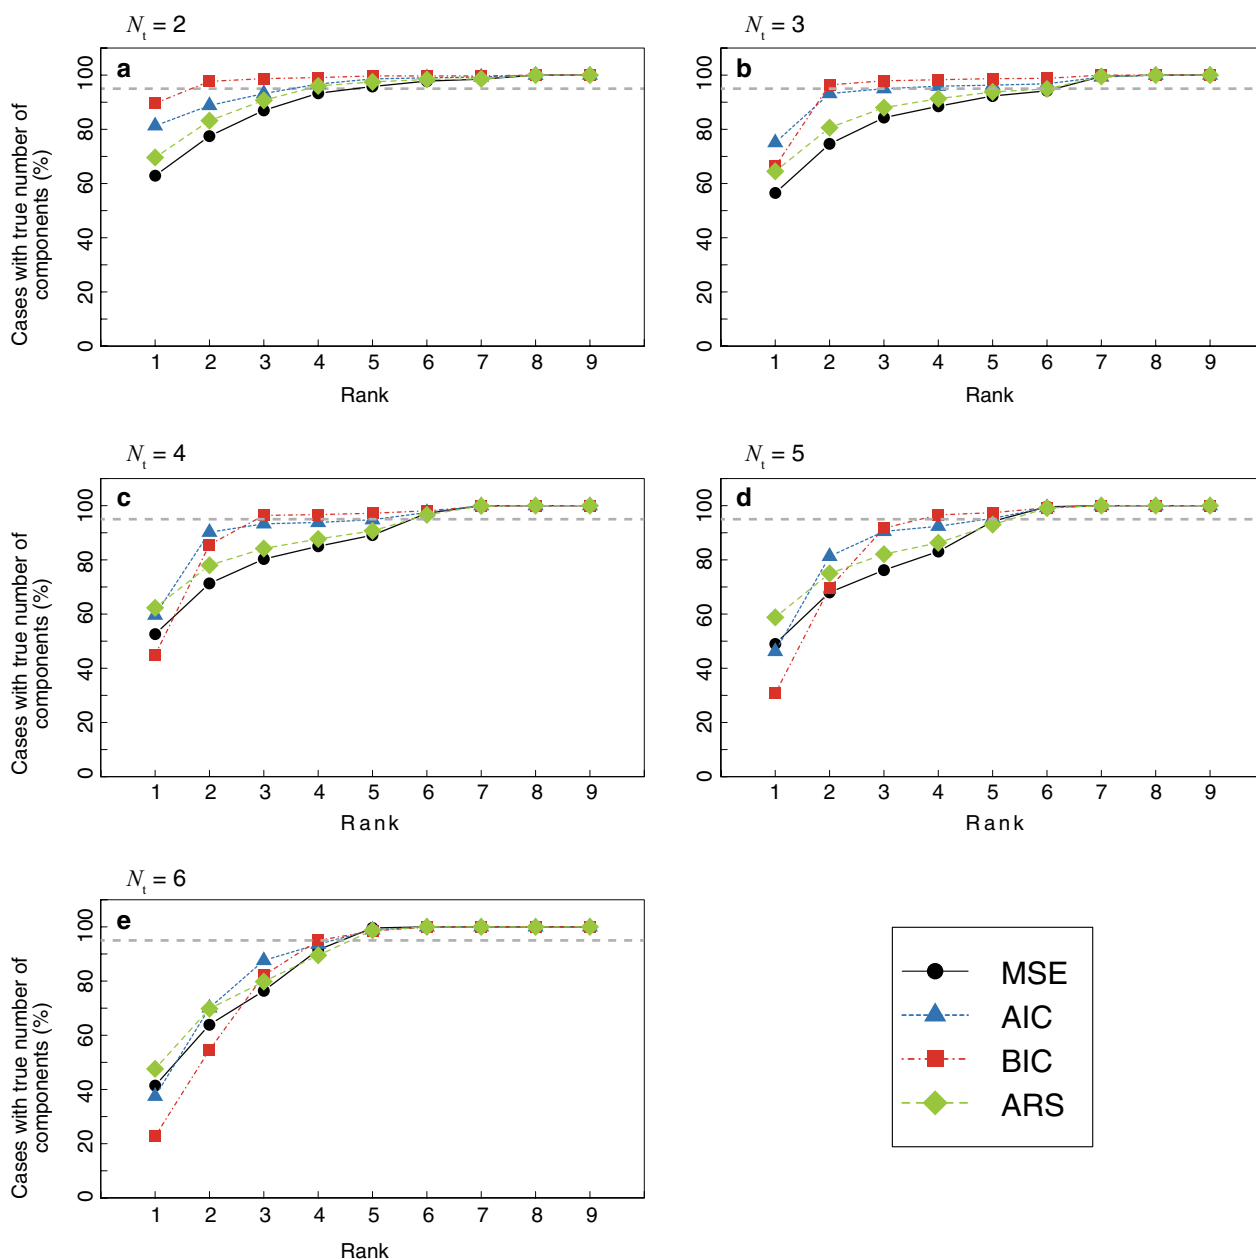 N_t = 2
a
Cases with true number of
components (%)
0 20 40 60 80 100
1 2 3 4 5 6 7 8 9
Rank
N_t = 3
b
0 20 40 60 80 100
1 2 3 4 5 6 7 8 9
Rank
N_t = 4
c
Cases with true number of
components (%)
0 20 40 60 80 100
1 2 3 4 5 6 7 8 9
Rank
N_t = 5
d
0 20 40 60 80 100
1 2 3 4 5 6 7 8 9
Rank
N_t = 6
e
Cases with true number of
components (%)
0 20 40 60 80 100
1 2 3 4 5 6 7 8 9
Rank
MSE
AIC
BIC
ARS